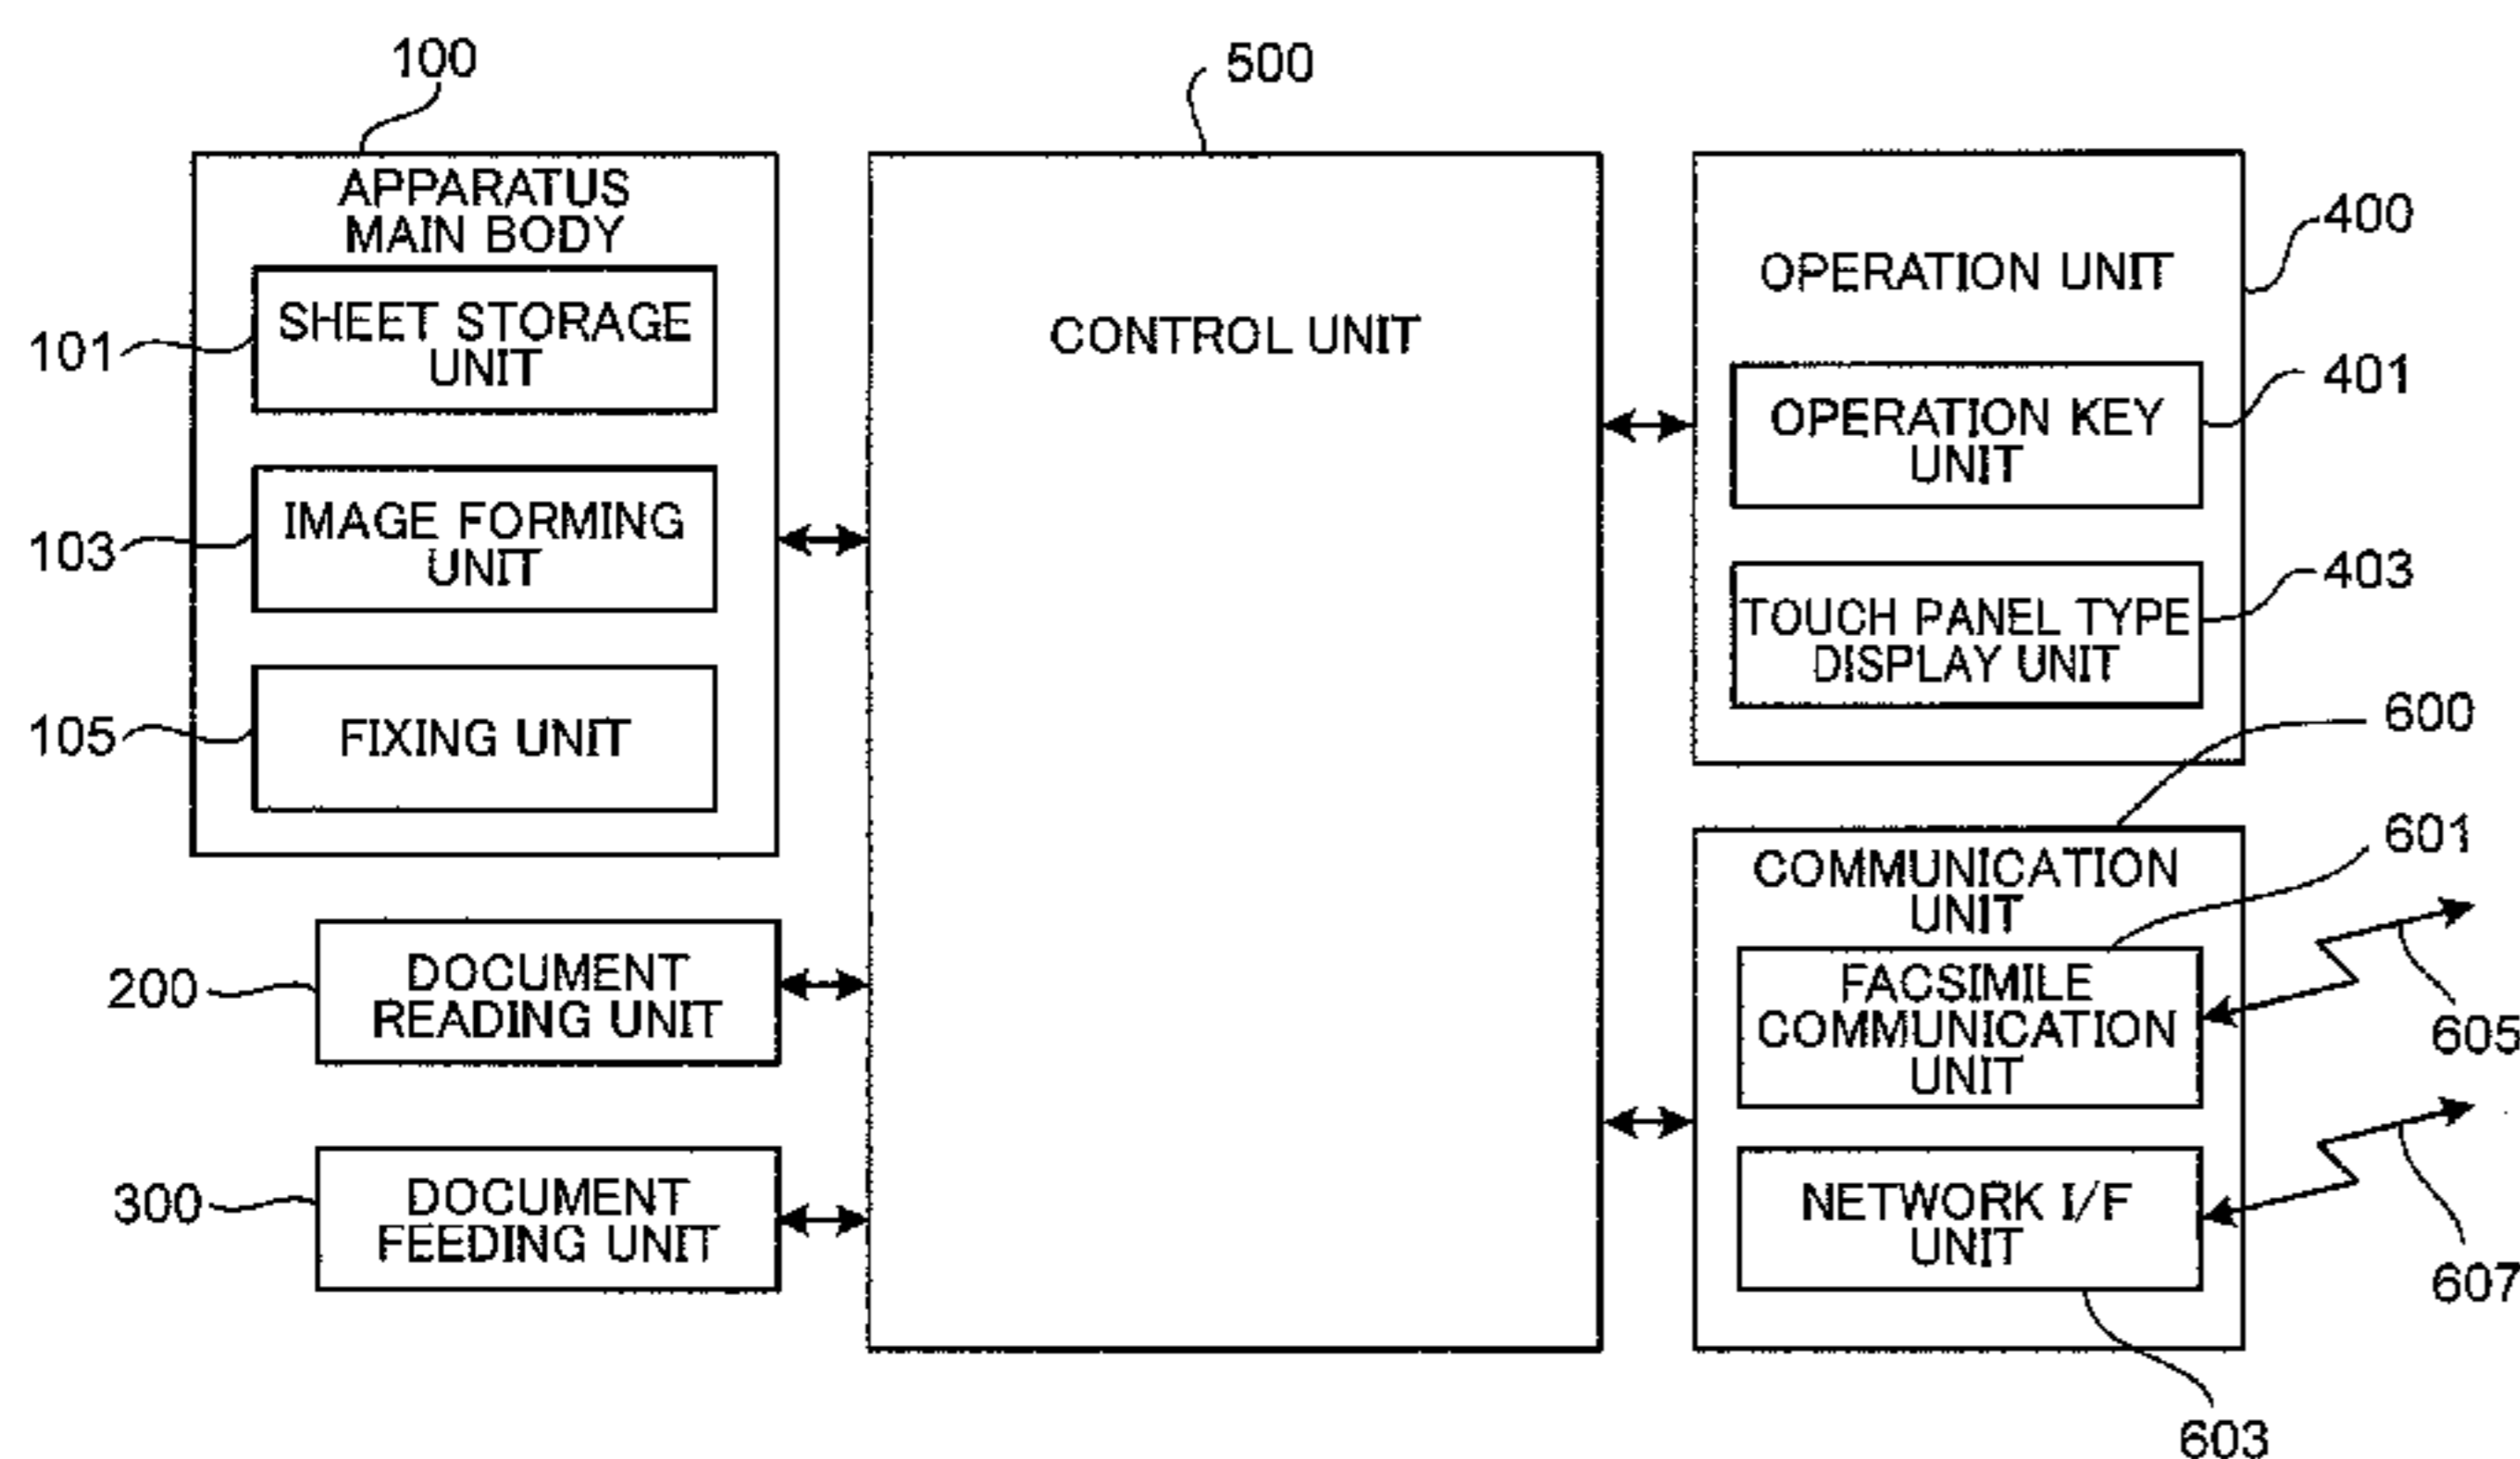 100
500
APPARATUS
MAIN BODY
101
SHEET STORAGE
UNIT
103
IMAGE FORMING
UNIT
105
FIXING UNIT
200
DOCUMENT
READING UNIT
300
DOCUMENT
FEEDING UNIT
CONTROL UNIT
400
OPERATION UNIT
401
OPERATION KEY
UNIT
403
TOUCH PANEL TYPE
DISPLAY UNIT
600
COMMUNICATION
UNIT
601
FACSIMILE
COMMUNICATION
UNIT
605
NETWORK I/F
UNIT
607
603